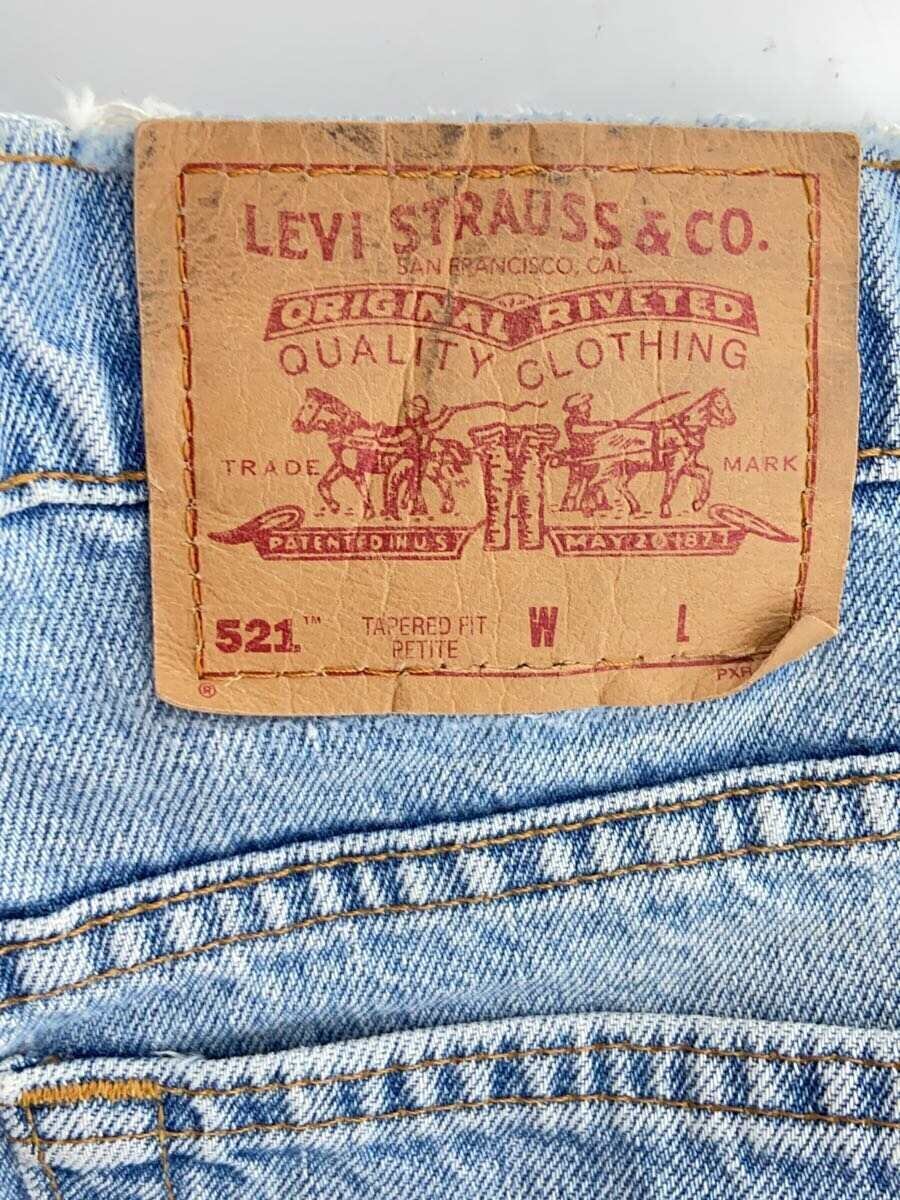 LEVI STRAUSS & CO.
SAN FRANCISCO, CAL.
ORIGINAL RIVETED
QUALITY CLOTHING
TRADE MARK
PATENTED IN U.S. MAY 20 1873
521™ TAPERED FIT W L
PETITE
®